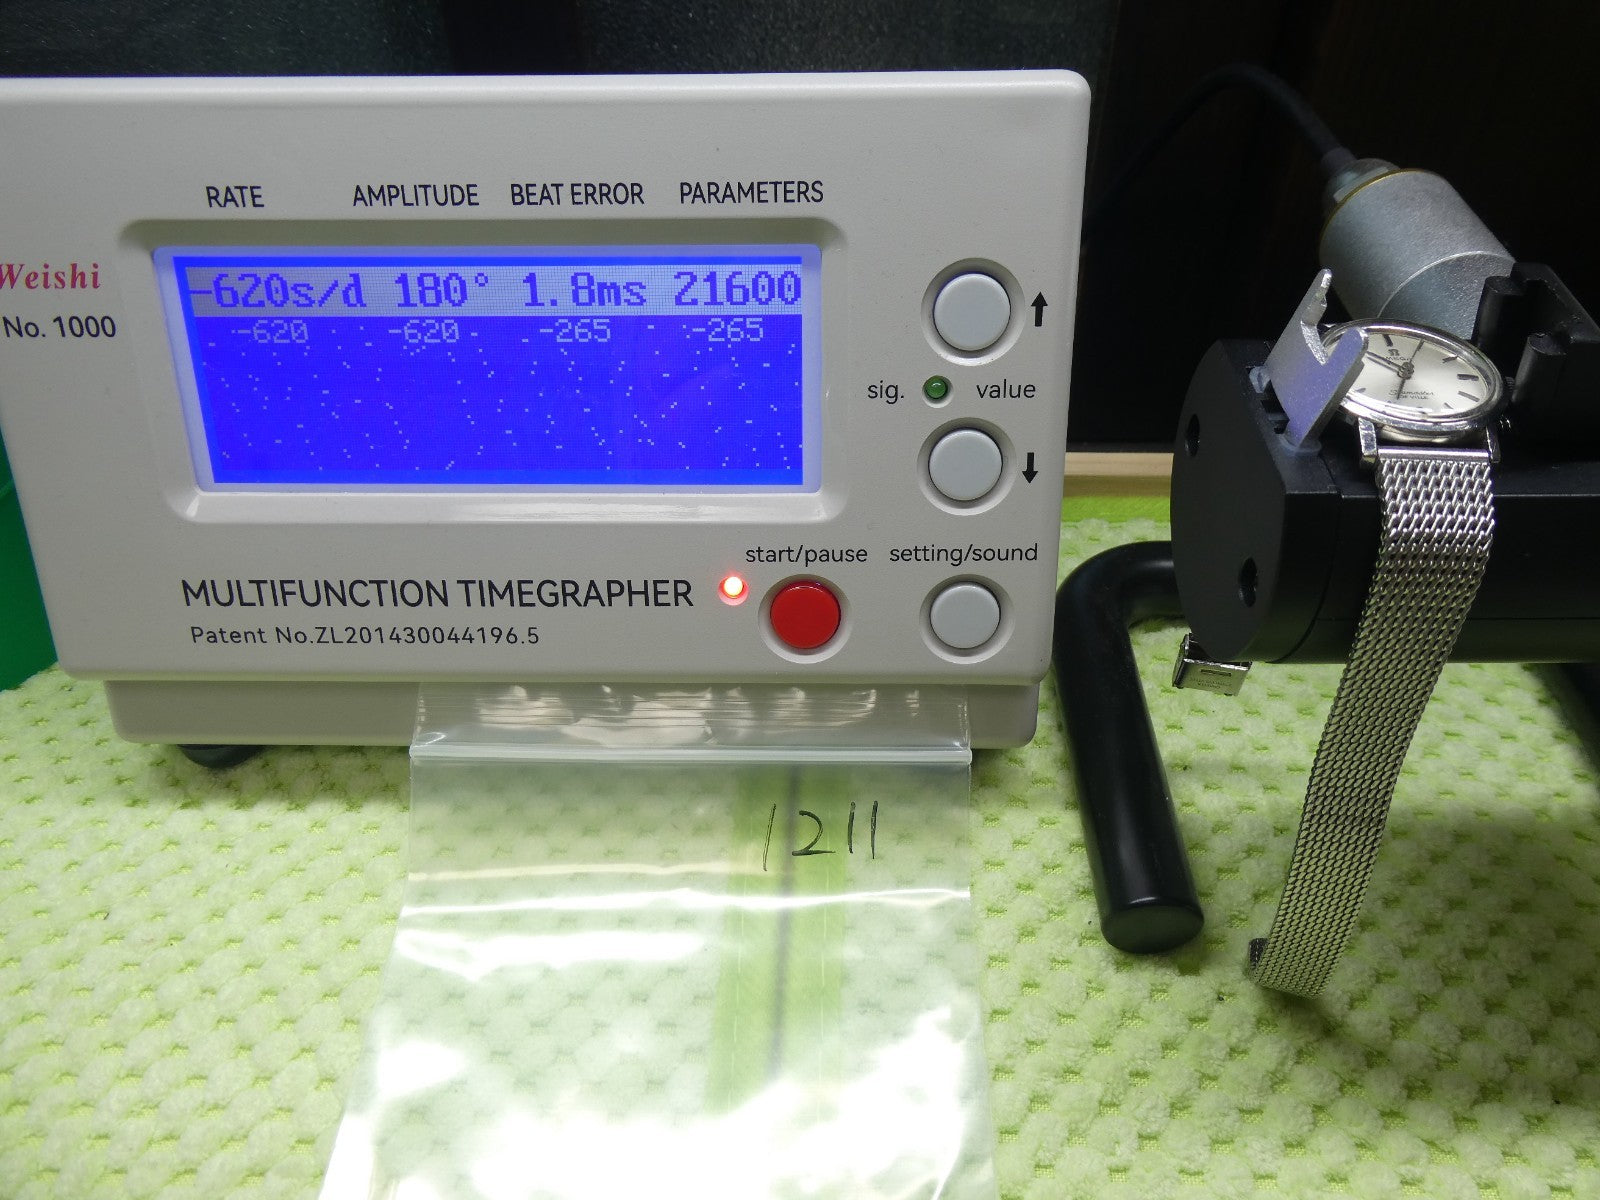 RATE AMPLITUDE BEAT ERROR PARAMETERS
-620s/d 180° 1.8ms 21600
-620 -620 -265 -265
Weishi
No. 1000
sig. value
start/pause setting/sound
MULTIFUNCTION TIMEGRAPHER
Patent No.ZL201430044196.5
1211